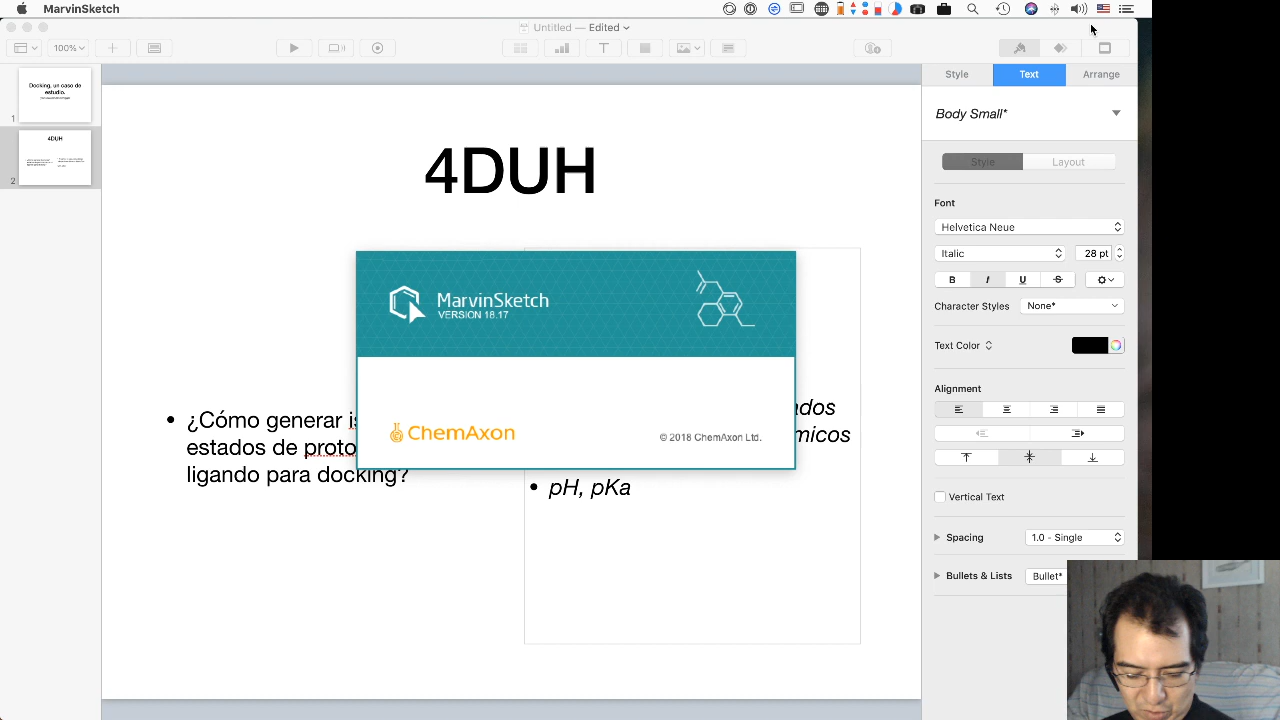 MarvinSketch
Untitled — Edited
100%
Style
Text
Arrange
Docking, un caso de
estudio.
1
4DUH
2
4DUH
Body Small*
Style
Layout
Font
Helvetica Neue
Italic
28 pt
B
I
U
S
Character Styles
None*
Text Color
Alignment
Vertical Text
Spacing
1.0 - Single
Bullets & Lists
Bullet*
MarvinSketch
VERSION 18.17
ChemAxon
© 2018 ChemAxon Ltd.
• ¿Cómo generar
estados de proto
ligando para docking?
• pH, pKa